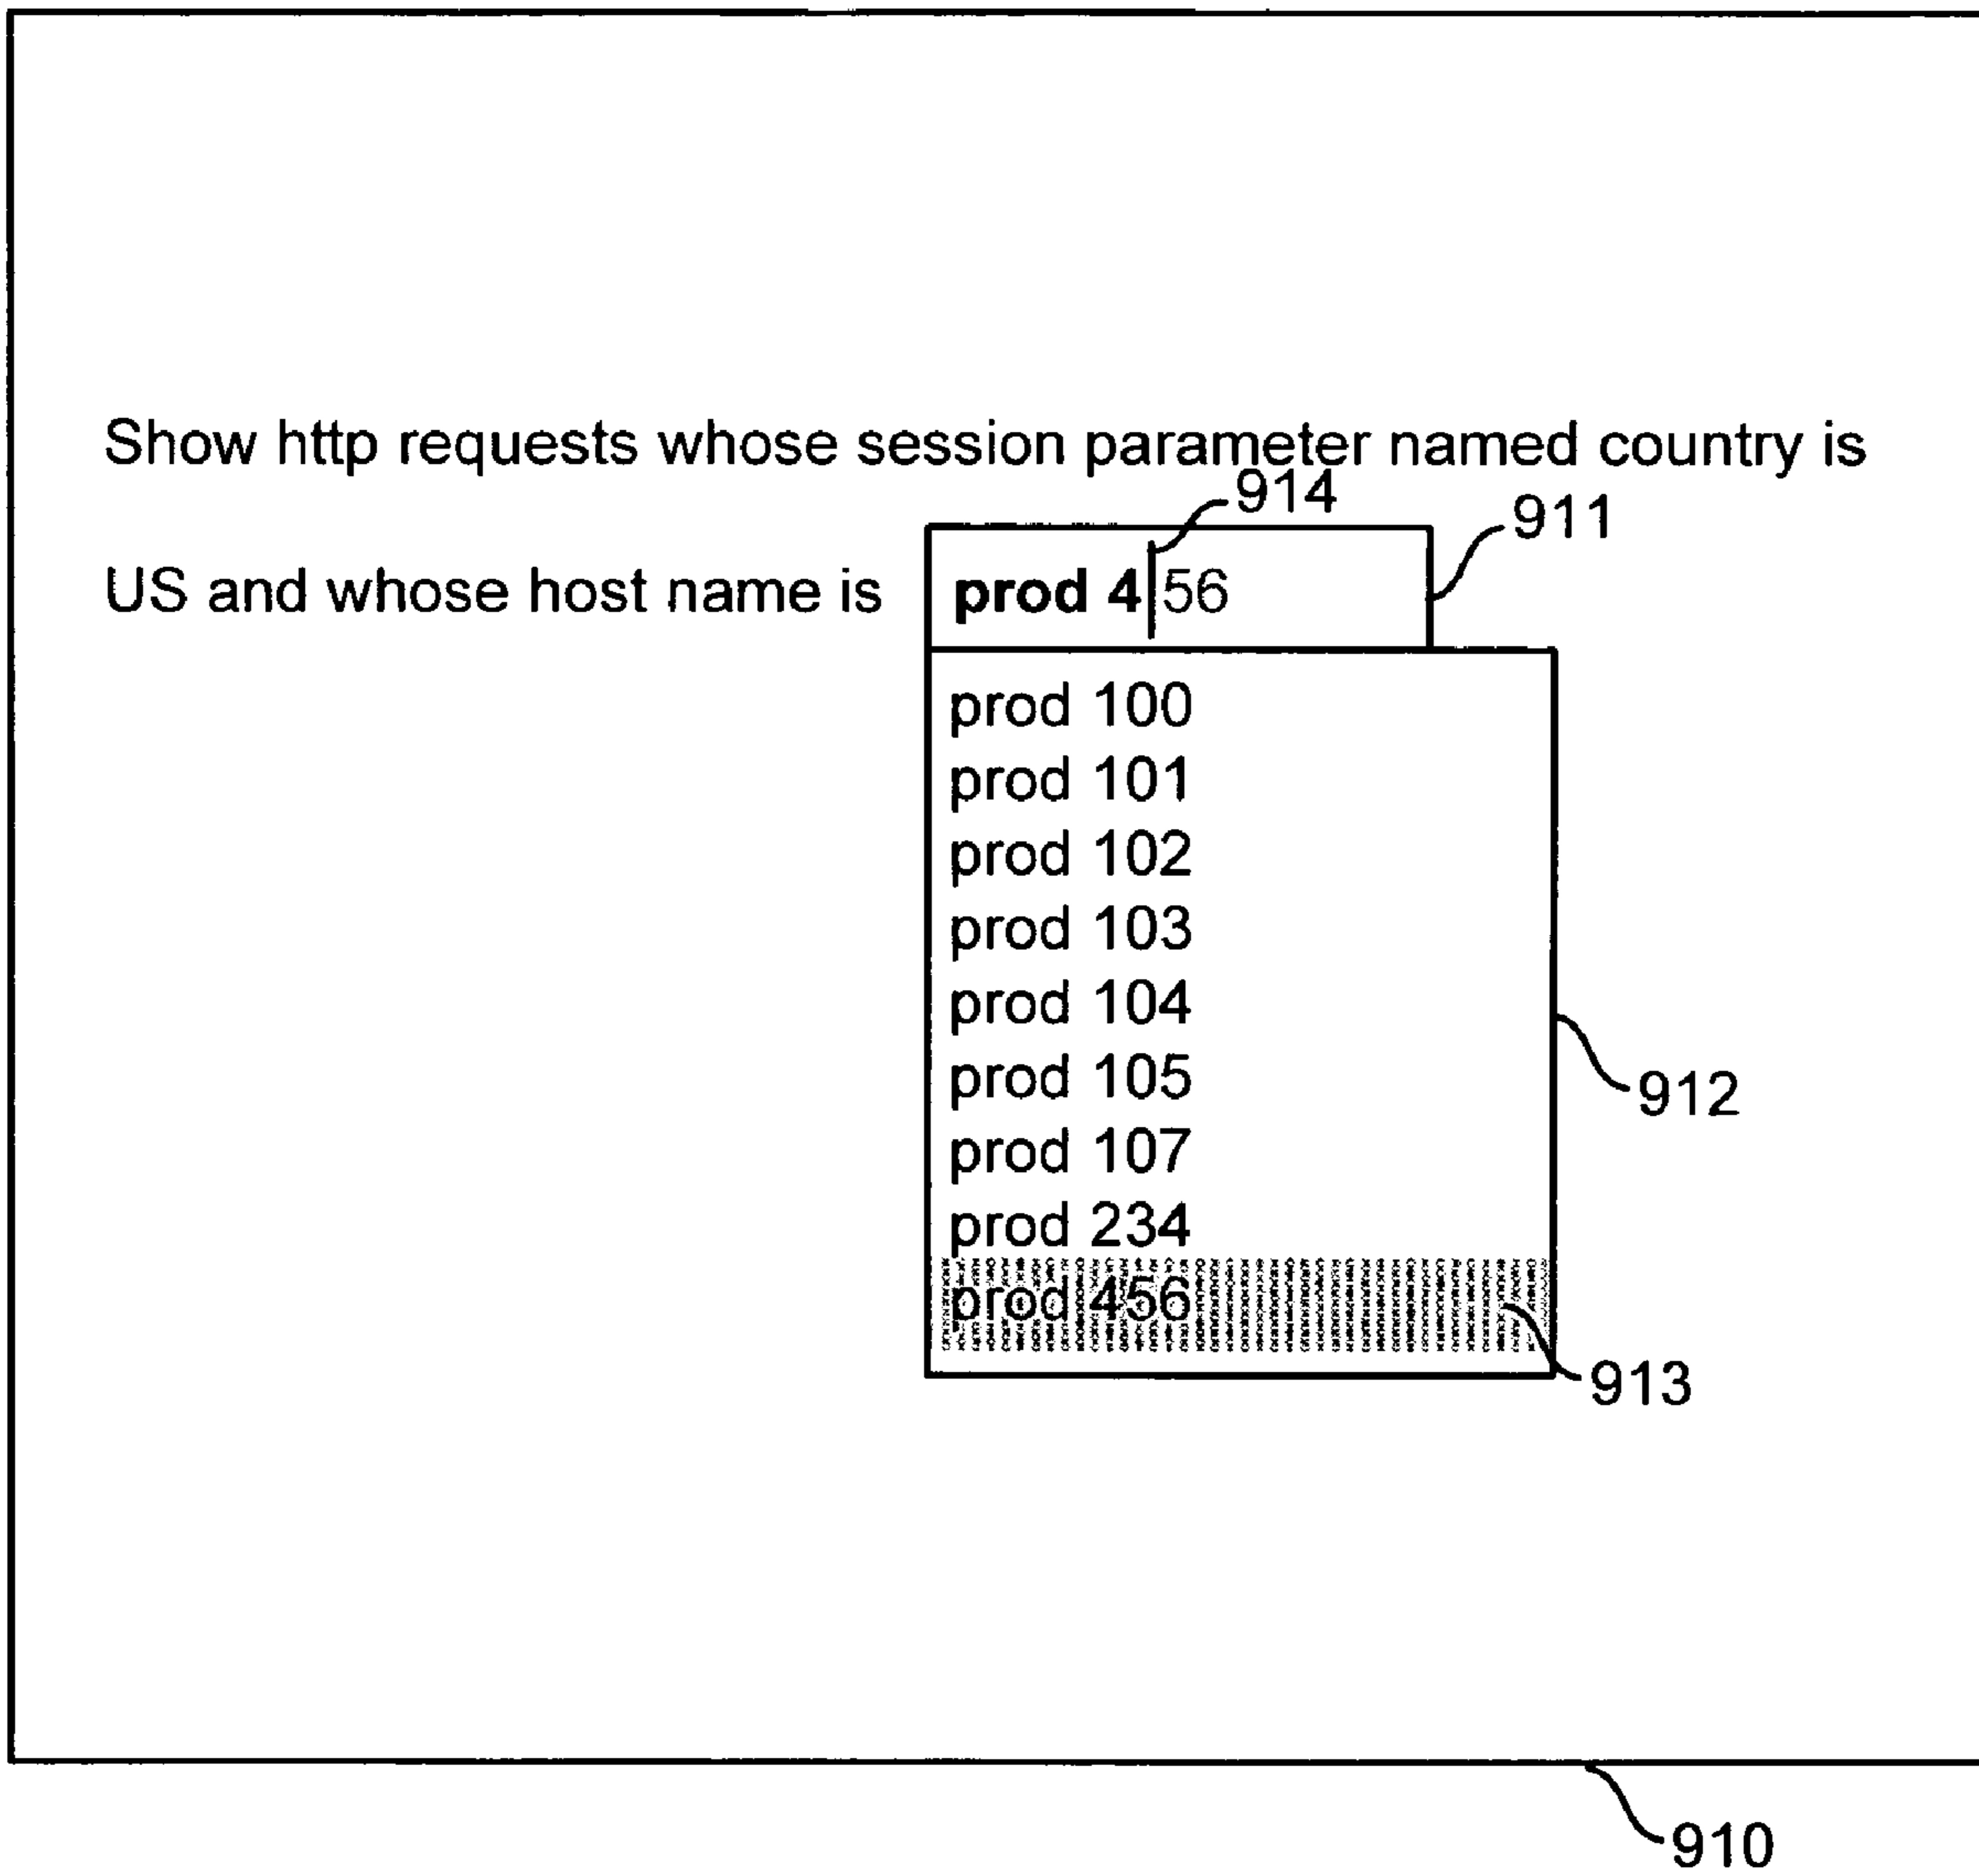 Show http requests whose session parameter named country is
914
911
US and whose host name is prod 456
prod 100
prod 101
prod 102
prod 103
prod 104
prod 105
912
prod 107
prod 234
prod 456
913
910